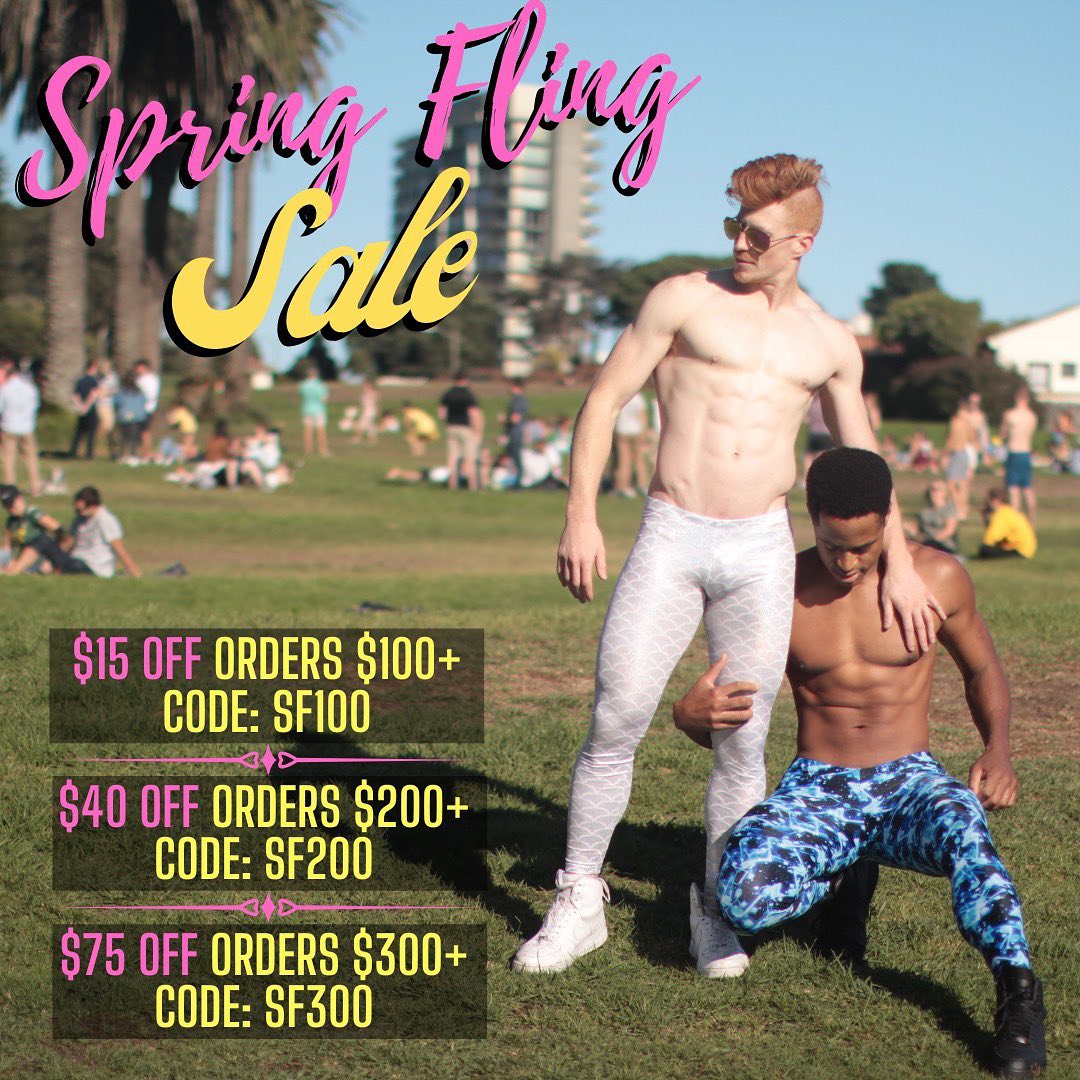 Spring Fling
Sale
$15 OFF ORDERS $100+
CODE: SF100
$40 OFF ORDERS $200+
CODE: SF200
$75 OFF ORDERS $300+
CODE: SF300